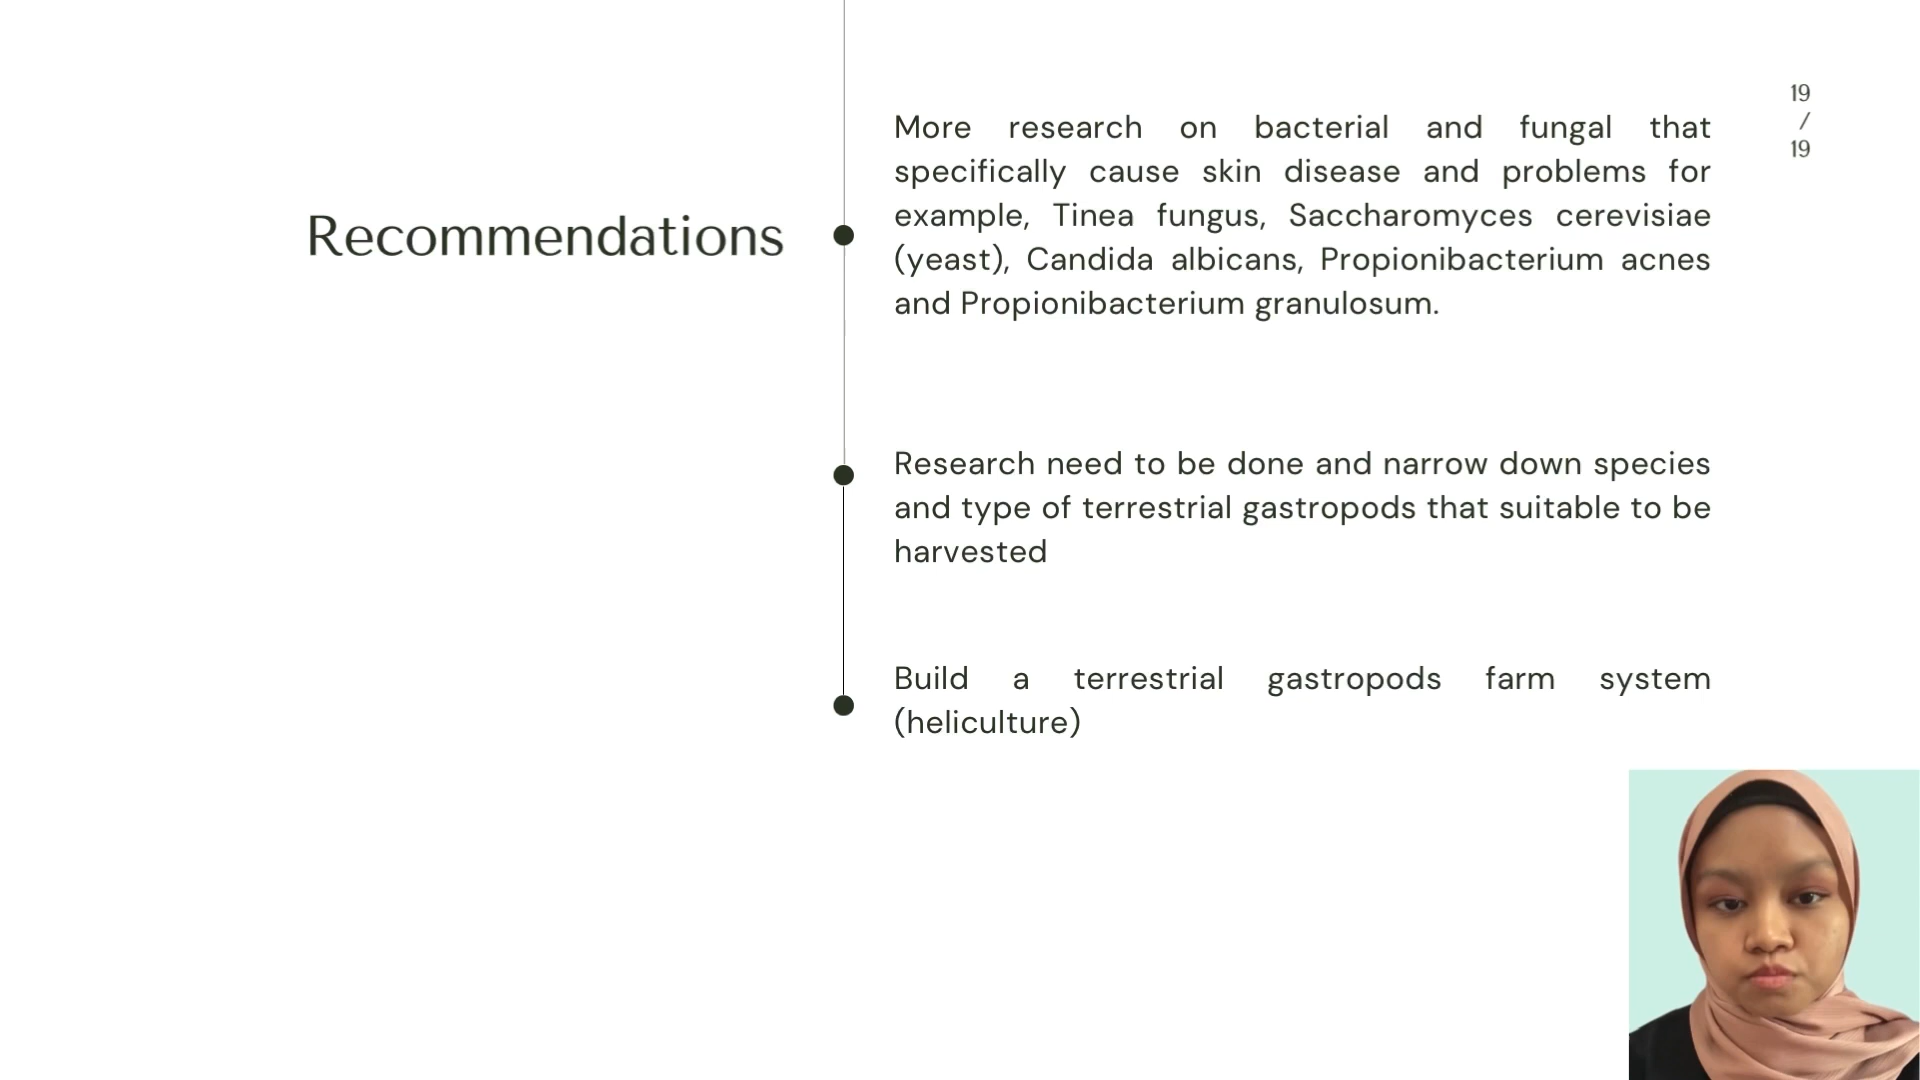 Recommendations
More research on bacterial and fungal that
specifically cause skin disease and problems for
example, Tinea fungus, Saccharomyces cerevisiae
(yeast), Candida albicans, Propionibacterium acnes
and Propionibacterium granulosum.
Research need to be done and narrow down species
and type of terrestrial gastropods that suitable to be
harvested
Build a terrestrial gastropods farm system
(heliculture)
19
/
19